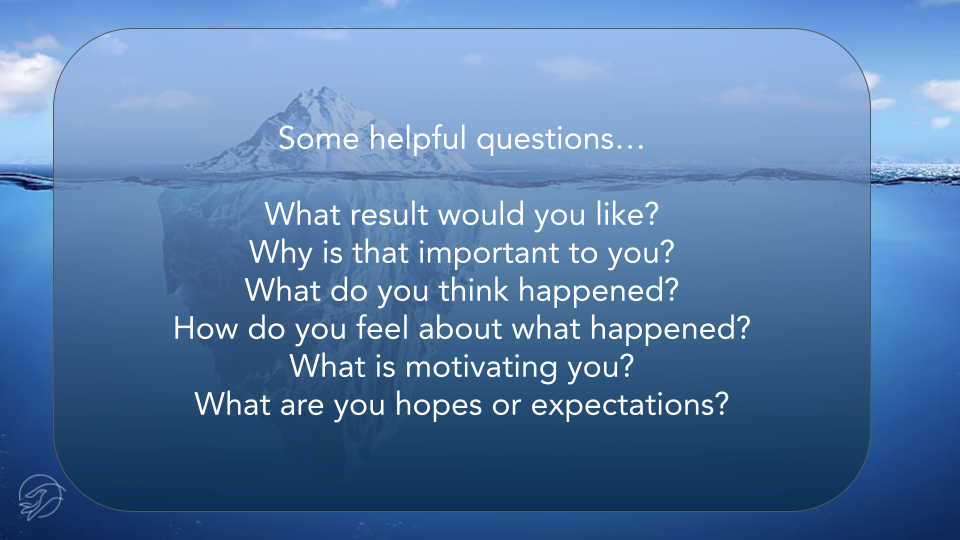 Some helpful questions…
What result would you like?
Why is that important to you?
What do you think happened?
How do you feel about what happened?
What is motivating you?
What are you hopes or expectations?